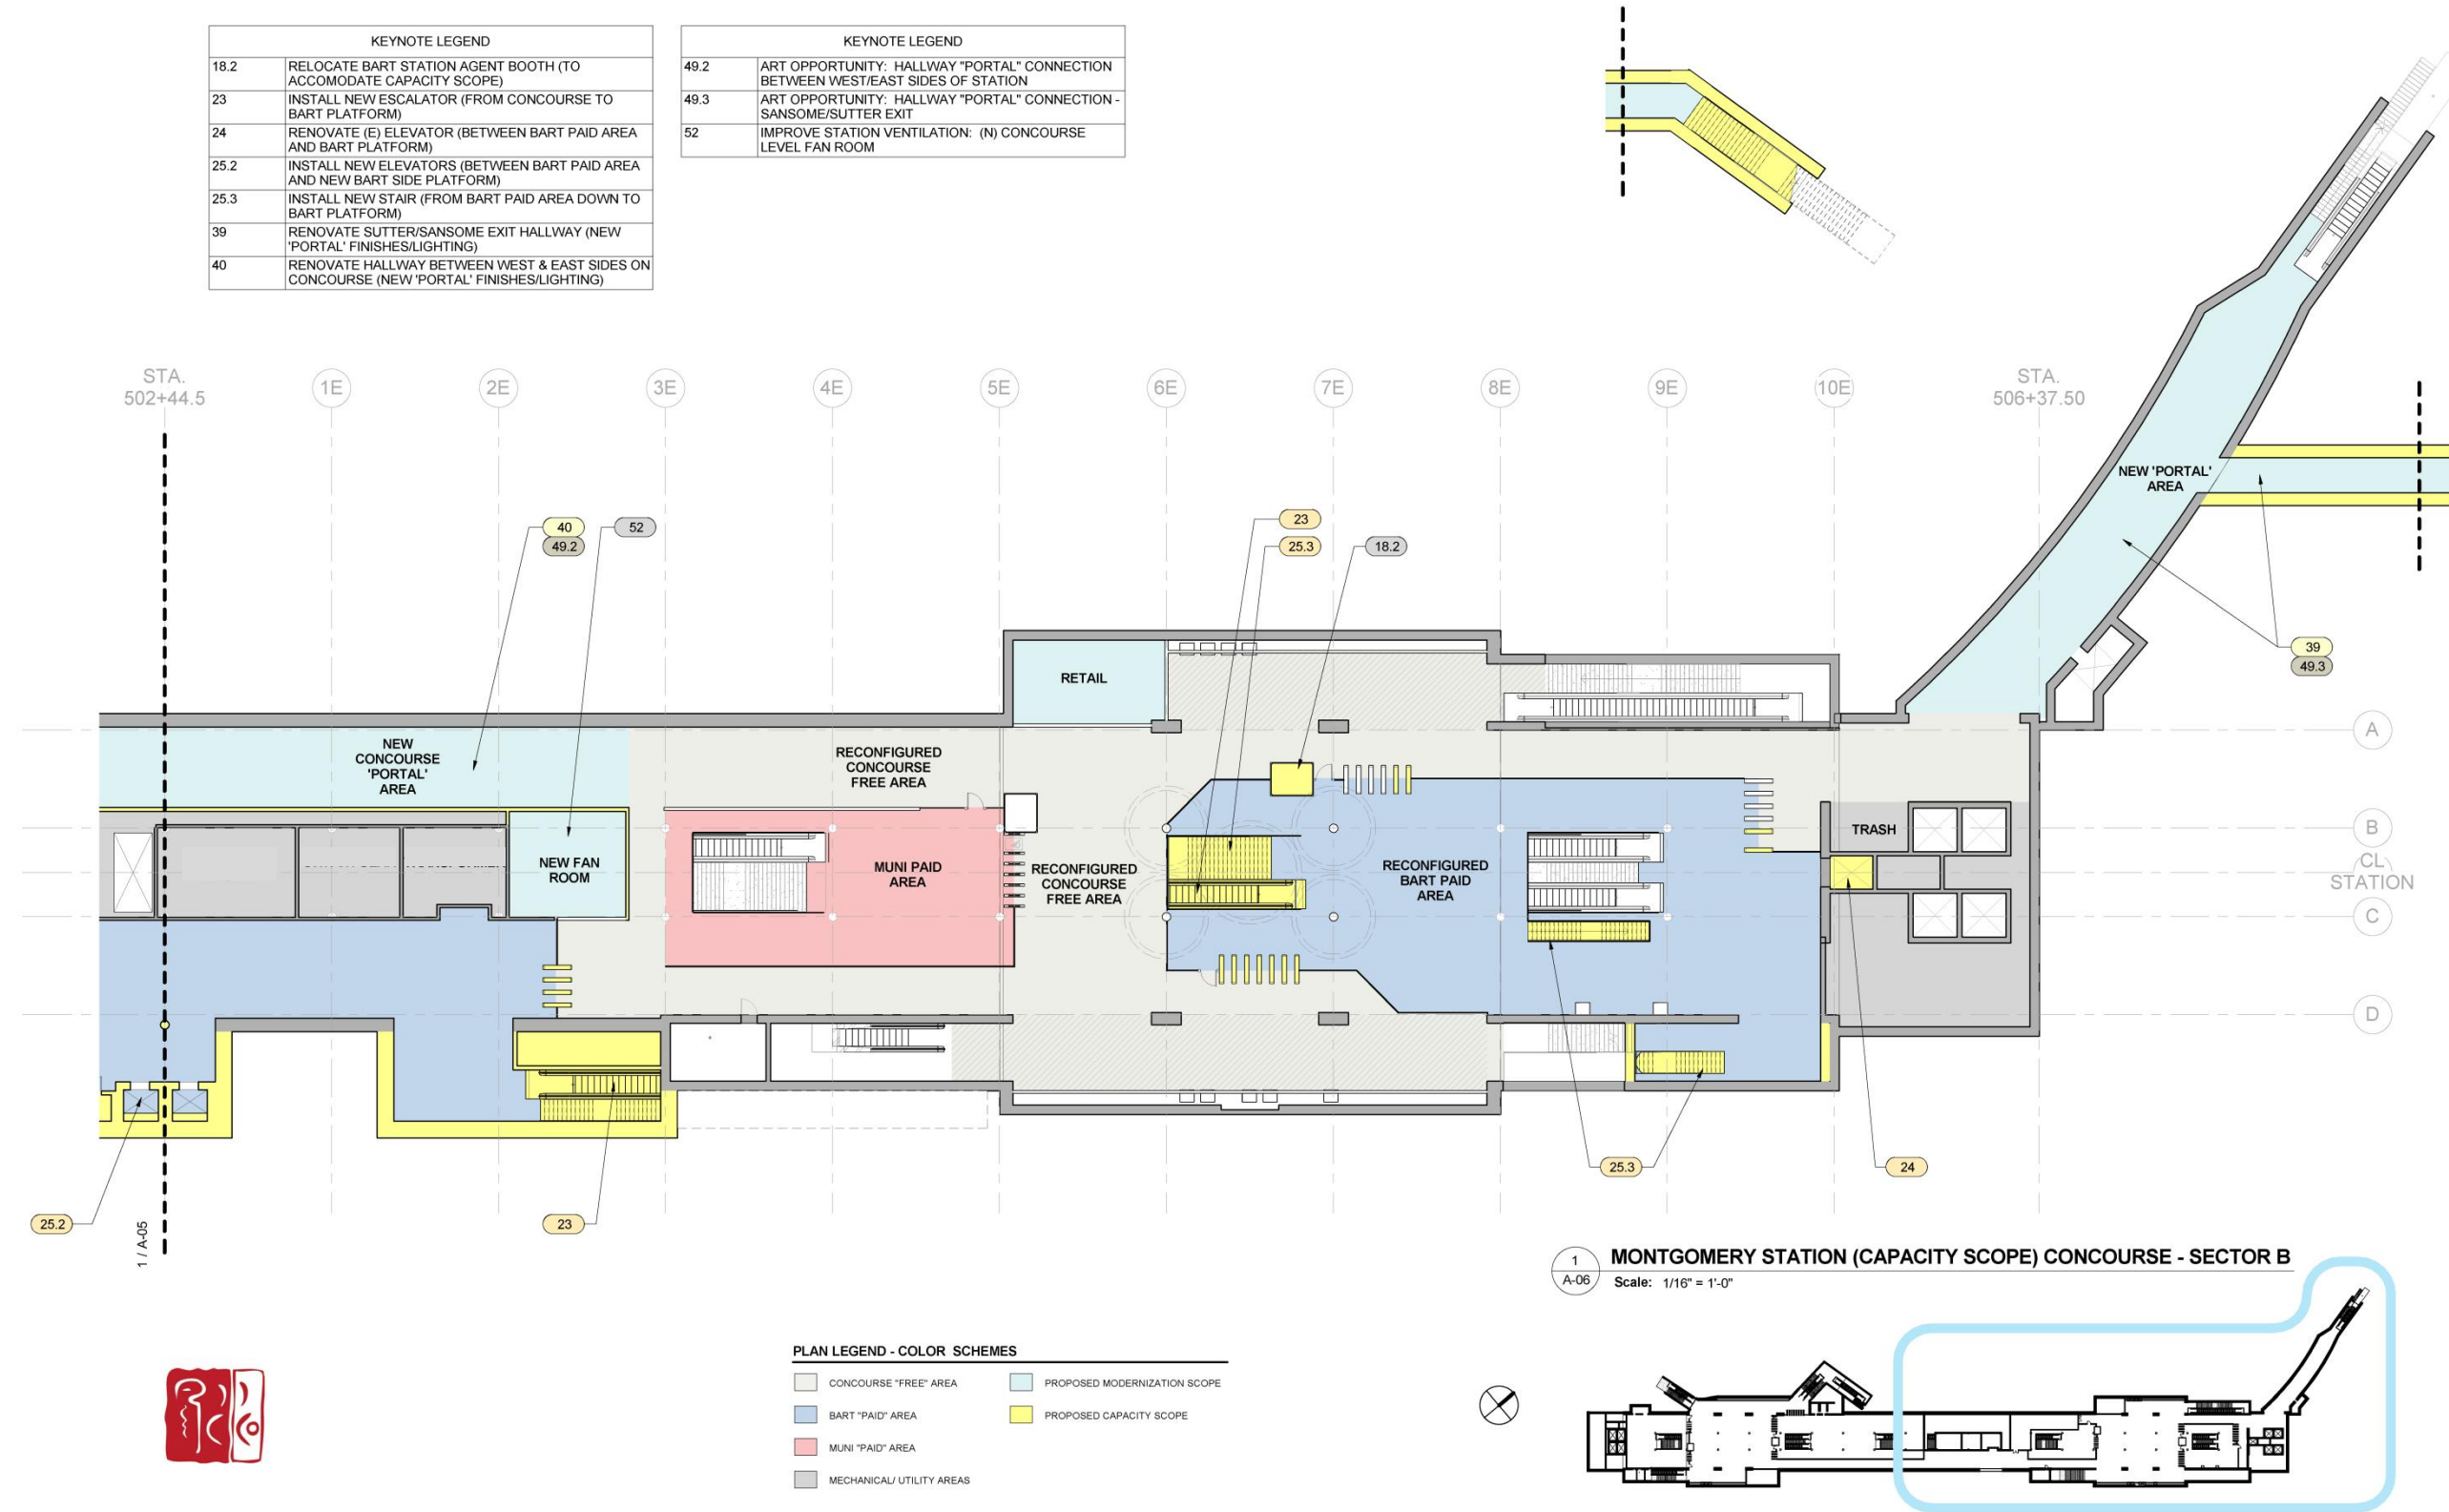 KEYNOTE LEGEND
18.2 RELOCATE BART STATION AGENT BOOTH (TO
ACCOMODATE CAPACITY SCOPE)
23 INSTALL NEW ESCALATOR (FROM CONCOURSE TO
BART PLATFORM)
24 RENOVATE (E) ELEVATOR (BETWEEN BART PAID AREA
AND BART PLATFORM)
25.2 INSTALL NEW ELEVATORS (BETWEEN BART PAID AREA
AND NEW BART SIDE PLATFORM)
25.3 INSTALL NEW STAIR (FROM BART PAID AREA DOWN TO
BART PLATFORM)
39 RENOVATE SUTTER/SANSOME EXIT HALLWAY (NEW
'PORTAL' FINISHES/LIGHTING)
40 RENOVATE HALLWAY BETWEEN WEST & EAST SIDES ON
CONCOURSE (NEW 'PORTAL' FINISHES/LIGHTING)
KEYNOTE LEGEND
49.2 ART OPPORTUNITY: HALLWAY "PORTAL" CONNECTION
BETWEEN WEST/EAST SIDES OF STATION
49.3 ART OPPORTUNITY: HALLWAY "PORTAL" CONNECTION -
SANSOME/SUTTER EXIT
52 IMPROVE STATION VENTILATION: (N) CONCOURSE
LEVEL FAN ROOM
STA.
502+44.5
1E
2E
3E
4E
5E
6E
7E
8E
9E
10E
STA.
506+37.50
NEW 'PORTAL'
AREA
40
49.2
52
23
25.3
18.2
39
49.3
RETAIL
NEW
CONCOURSE
'PORTAL'
AREA
RECONFIGURED
CONCOURSE
FREE AREA
A
NEW FAN
ROOM
MUNI PAID
AREA
RECONFIGURED
CONCOURSE
FREE AREA
RECONFIGURED
BART PAID
AREA
TRASH
B
CL
STATION
C
D
25.3
24
25.2
23
1 / A-05
1
A-06
MONTGOMERY STATION (CAPACITY SCOPE) CONCOURSE - SECTOR B
Scale: 1/16" = 1'-0"
PLAN LEGEND - COLOR SCHEMES
CONCOURSE "FREE" AREA
BART "PAID" AREA
MUNI "PAID" AREA
MECHANICAL/ UTILITY AREAS
PROPOSED MODERNIZATION SCOPE
PROPOSED CAPACITY SCOPE